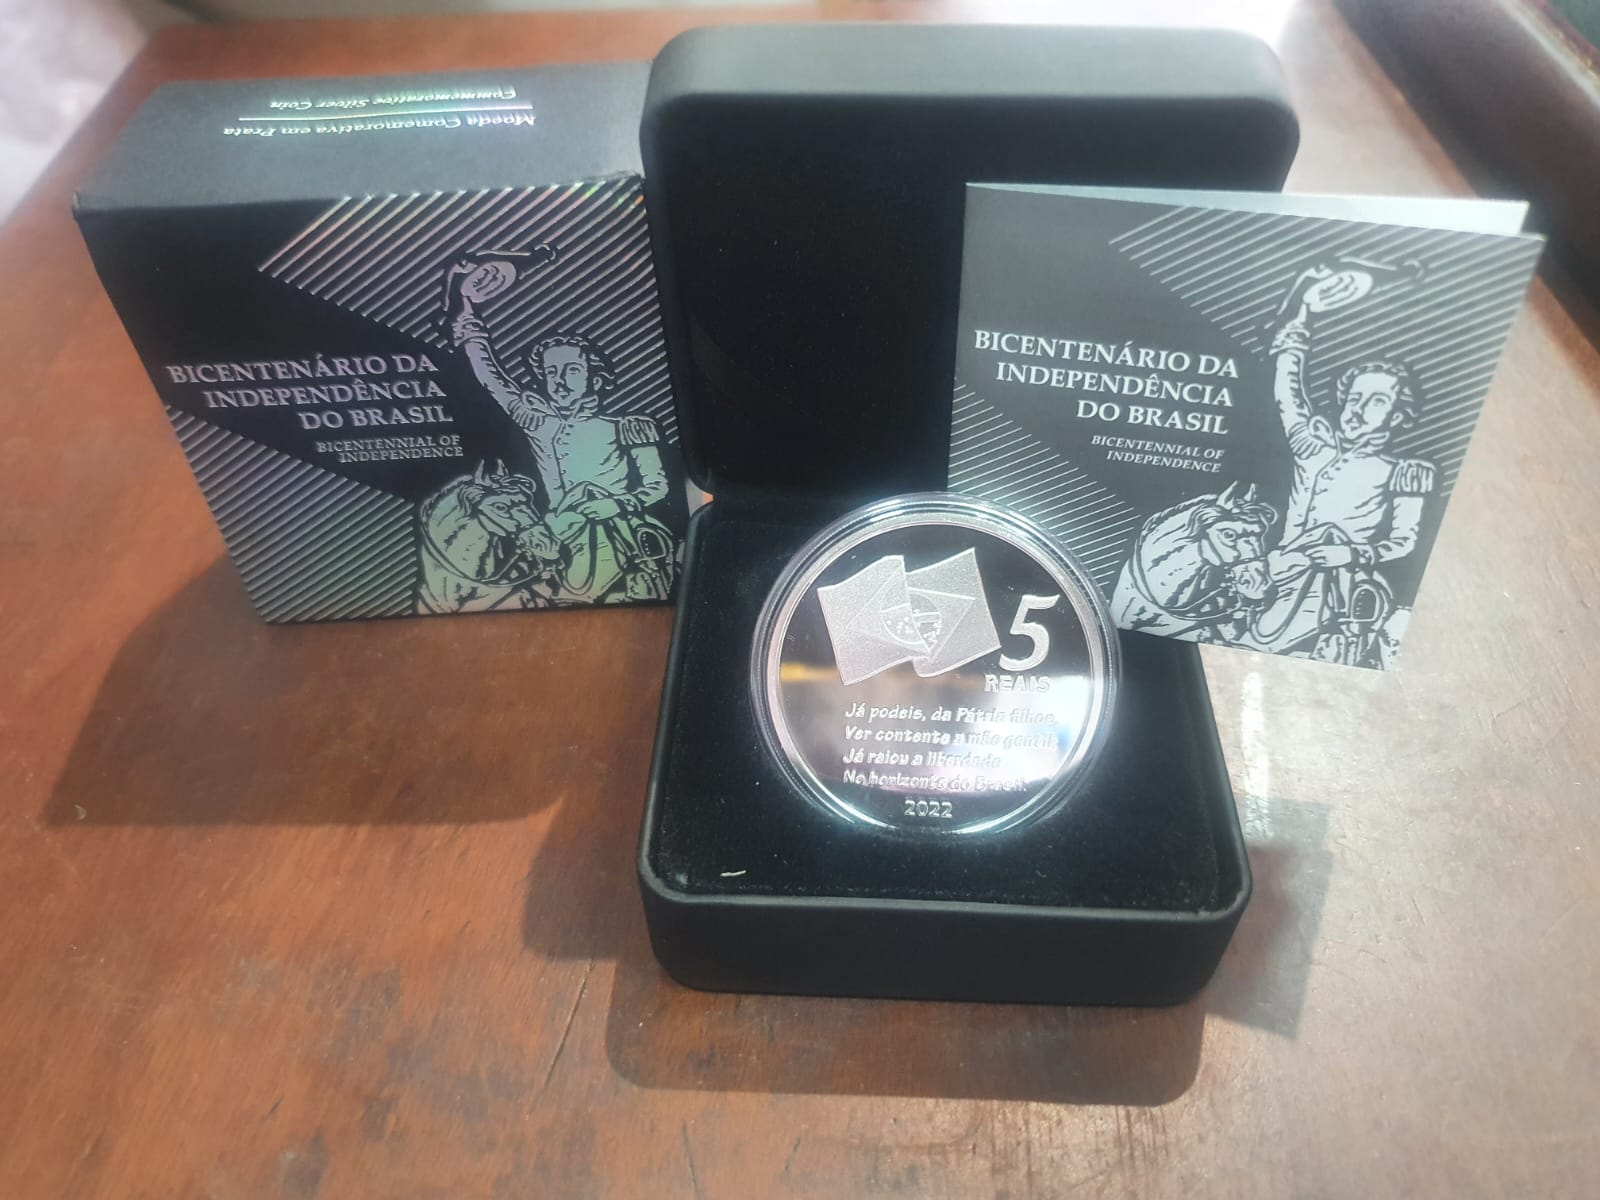 Moeda Comemorativa em Prata
Commemorative Silver Coin
BICENTENÁRIO DA
INDEPENDÊNCIA
DO BRASIL
BICENTENNIAL OF
INDEPENDENCE
BICENTENÁRIO DA
INDEPENDÊNCIA
DO BRASIL
BICENTENNIAL OF
INDEPENDENCE
5
REAIS
Já podeis, da Pátria filhos,
Ver contente a mãe gentil;
Já raiou a liberdade
No horizonte do Brasil.
2022